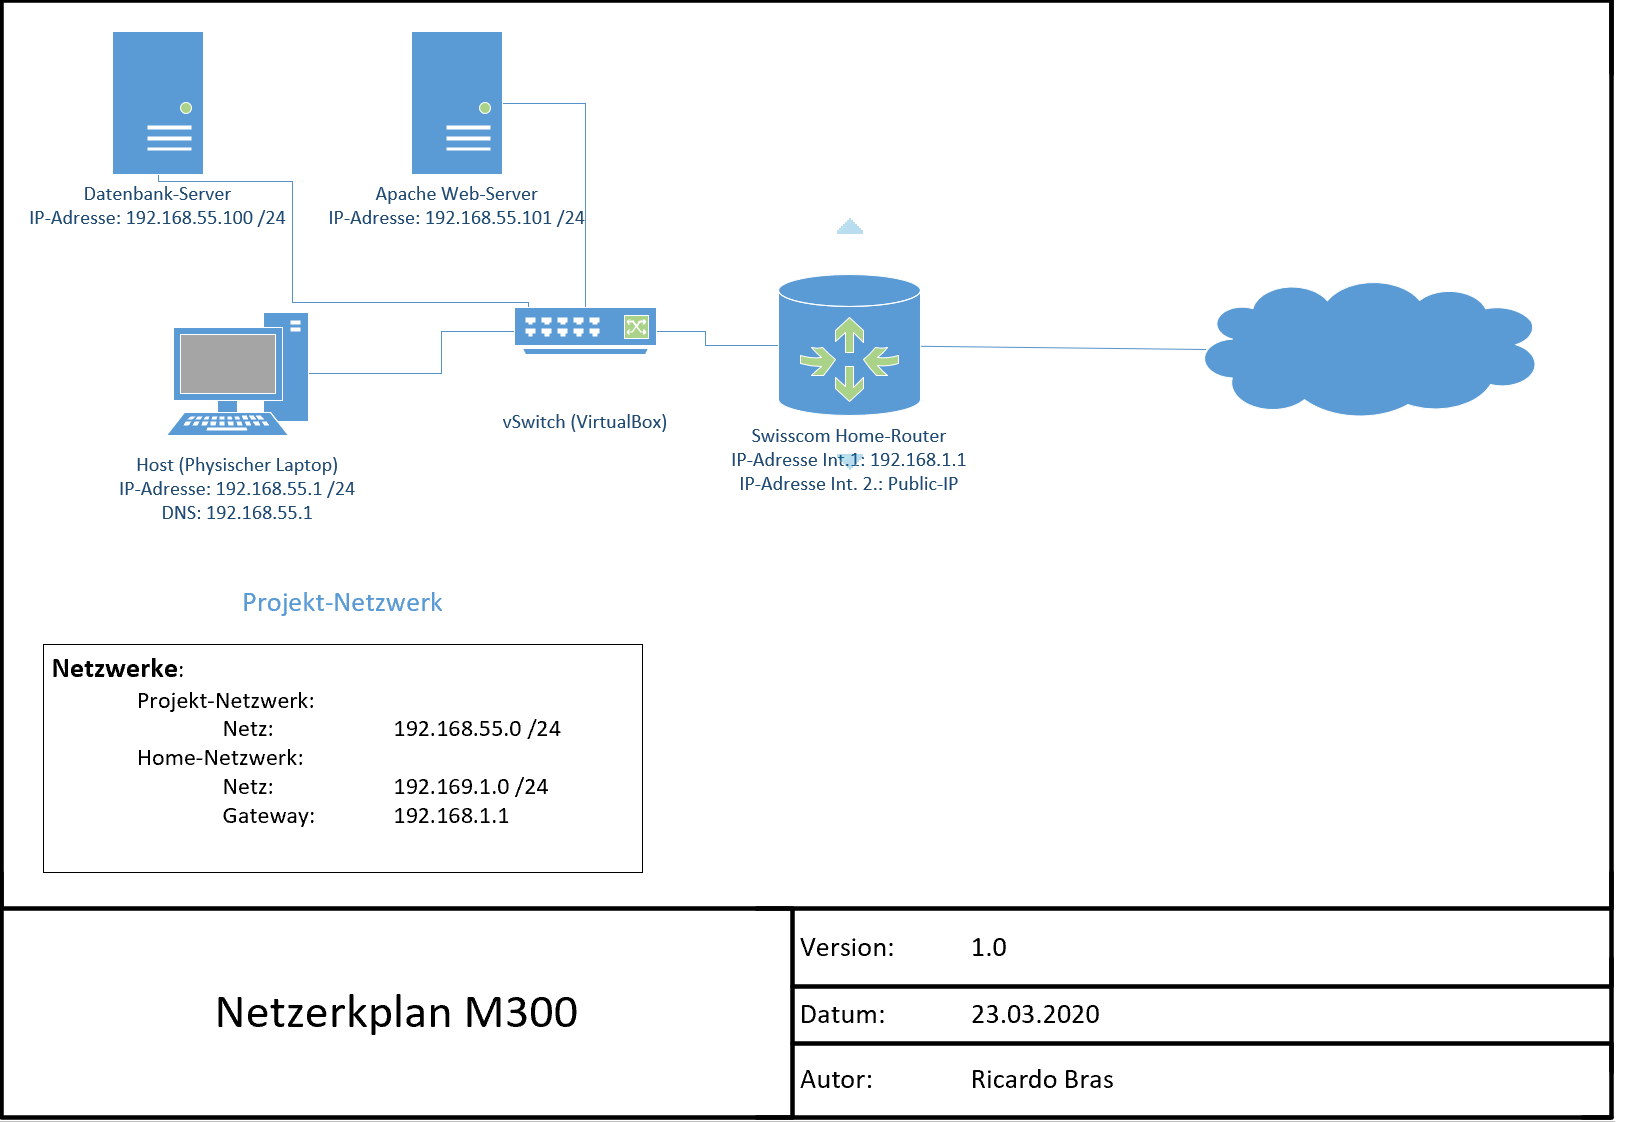 Datenbank-Server
IP-Adresse: 192.168.55.100 /24
Apache Web-Server
IP-Adresse: 192.168.55.101 /24
vSwitch (VirtualBox)
Swisscom Home-Router
IP-Adresse Int.1: 192.168.1.1
IP-Adresse Int. 2.: Public-IP
Host (Physischer Laptop)
IP-Adresse: 192.168.55.1 /24
DNS: 192.168.55.1
Projekt-Netzwerk
Netzwerke:
Projekt-Netzwerk:
Netz: 192.168.55.0 /24
Home-Netzwerk:
Netz: 192.169.1.0 /24
Gateway: 192.168.1.1
Netzerkplan M300
Version: 1.0
Datum: 23.03.2020
Autor: Ricardo Bras